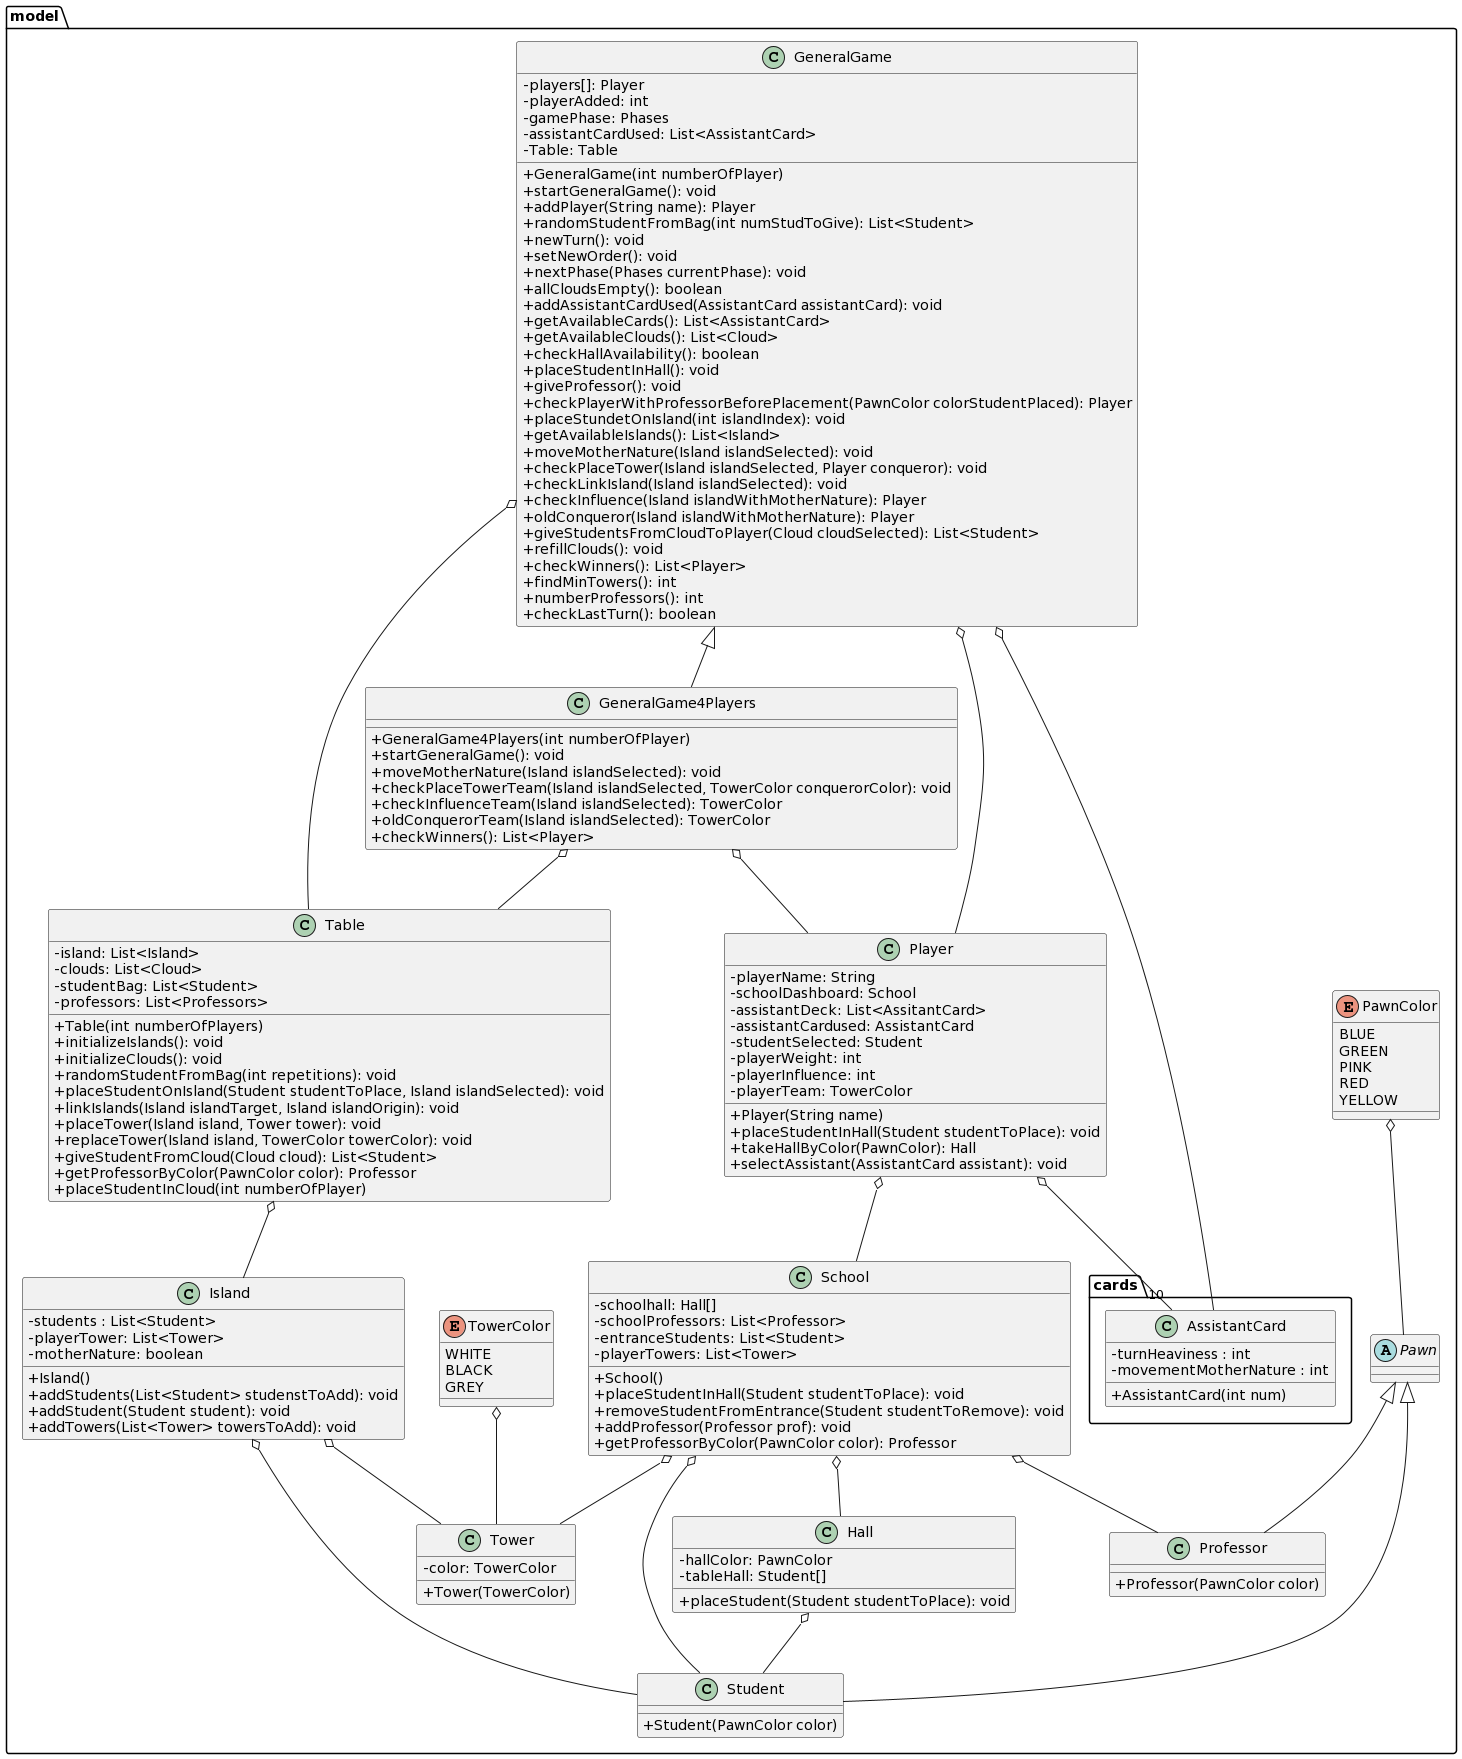 model
C GeneralGame
-players[]: Player
-playerAdded: int
-gamePhase: Phases
-assistantCardUsed: List<AssistantCard>
-Table: Table
+GeneralGame(int numberOfPlayer)
+startGeneralGame(): void
+addPlayer(String name): Player
+randomStudentFromBag(int numStudToGive): List<Student>
+newTurn(): void
+setNewOrder(): void
+nextPhase(Phases currentPhase): void
+allCloudsEmpty(): boolean
+addAssistantCardUsed(AssistantCard assistantCard): void
+getAvailableCards(): List<AssistantCard>
+getAvailableClouds(): List<Cloud>
+checkHallAvailability(): boolean
+placeStudentInHall(): void
+giveProfessor(): void
+checkPlayerWithProfessorBeforePlacement(PawnColor colorStudentPlaced): Player
+placeStundetOnIsland(int islandIndex): void
+getAvailableIslands(): List<Island>
+moveMotherNature(Island islandSelected): void
+checkPlaceTower(Island islandSelected, Player conqueror): void
+checkLinkIsland(Island islandSelected): void
+checkInfluence(Island islandWithMotherNature): Player
+oldConqueror(Island islandWithMotherNature): Player
+giveStudentsFromCloudToPlayer(Cloud cloudSelected): List<Student>
+refillClouds(): void
+checkWinners(): List<Player>
+findMinTowers(): int
+numberProfessors(): int
+checkLastTurn(): boolean
C GeneralGame4Players
+GeneralGame4Players(int numberOfPlayer)
+startGeneralGame(): void
+moveMotherNature(Island islandSelected): void
+checkPlaceTowerTeam(Island islandSelected, TowerColor conquerorColor): void
+checkInfluenceTeam(Island islandSelected): TowerColor
+oldConquerorTeam(Island islandSelected): TowerColor
+checkWinners(): List<Player>
C Table
-island: List<Island>
-clouds: List<Cloud>
-studentBag: List<Student>
-professors: List<Professors>
+Table(int numberOfPlayers)
+initializeIslands(): void
+initializeClouds(): void
+randomStudentFromBag(int repetitions): void
+placeStudentOnIsland(Student studentToPlace, Island islandSelected): void
+linkIslands(Island islandTarget, Island islandOrigin): void
+placeTower(Island island, Tower tower): void
+replaceTower(Island island, TowerColor towerColor): void
+giveStudentFromCloud(Cloud cloud): List<Student>
+getProfessorByColor(PawnColor color): Professor
+placeStudentInCloud(int numberOfPlayer)
C Player
-playerName: String
-schoolDashboard: School
-assistantDeck: List<AssitantCard>
-assistantCardused: AssistantCard
-studentSelected: Student
-playerWeight: int
-playerInfluence: int
-playerTeam: TowerColor
+Player(String name)
+placeStudentInHall(Student studentToPlace): void
+takeHallByColor(PawnColor): Hall
+selectAssistant(AssistantCard assistant): void
E PawnColor
BLUE
GREEN
PINK
RED
YELLOW
C Island
-students : List<Student>
-playerTower: List<Tower>
-motherNature: boolean
+Island()
+addStudents(List<Student> studenstToAdd): void
+addStudent(Student student): void
+addTowers(List<Tower> towersToAdd): void
E TowerColor
WHITE
BLACK
GREY
C School
-schoolhall: Hall[]
-schoolProfessors: List<Professor>
-entranceStudents: List<Student>
-playerTowers: List<Tower>
+School()
+placeStudentInHall(Student studentToPlace): void
+removeStudentFromEntrance(Student studentToRemove): void
+addProfessor(Professor prof): void
+getProfessorByColor(PawnColor color): Professor
cards
10
C AssistantCard
-turnHeaviness : int
-movementMotherNature : int
+AssistantCard(int num)
A Pawn
C Tower
-color: TowerColor
+Tower(TowerColor)
C Hall
-hallColor: PawnColor
-tableHall: Student[]
+placeStudent(Student studentToPlace): void
C Professor
+Professor(PawnColor color)
C Student
+Student(PawnColor color)